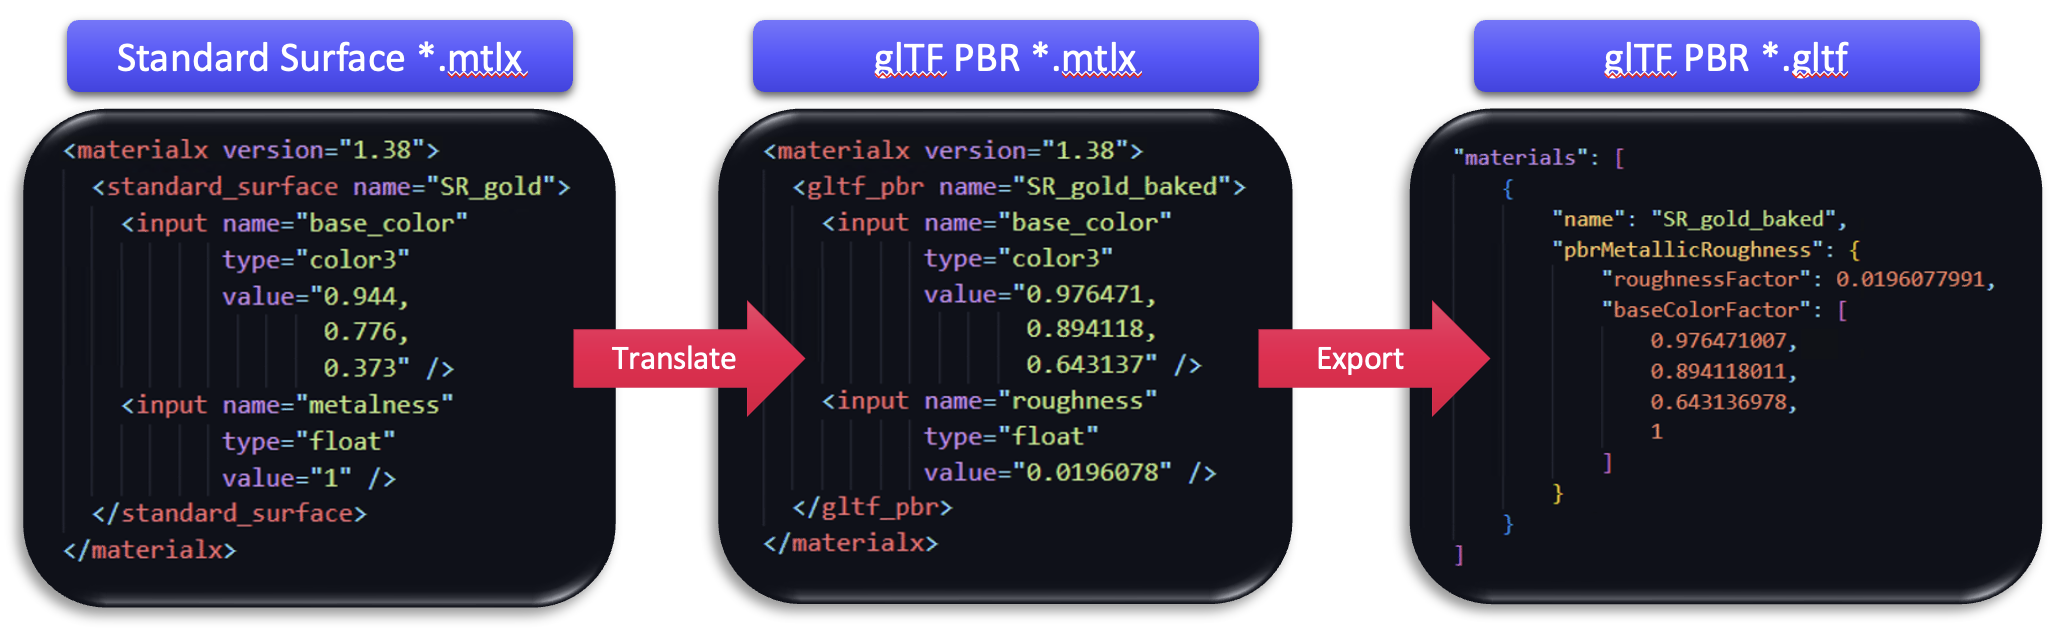 Standard Surface *.mtlx
<materialx version="1.38">
<standard_surface name="SR_gold">
<input name="base_color"
type="color3"
value="0.944,
0.776,
0.373" />
<input name="metalness"
type="float"
value="1" />
</standard_surface>
</materialx>
Translate
glTF PBR *.mtlx
<materialx version="1.38">
<gltf_pbr name="SR_gold_baked">
<input name="base_color"
type="color3"
value="0.976471,
0.894118,
0.643137" />
<input name="roughness"
type="float"
value="0.0196078" />
</gltf_pbr>
</materialx>
Export
glTF PBR *.gltf
"materials": [
{
"name": "SR_gold_baked",
"pbrMetallicRoughness": {
"roughnessFactor": 0.0196077991,
"baseColorFactor": [
0.976471007,
0.894118011,
0.643136978,
1
]
}
}
]